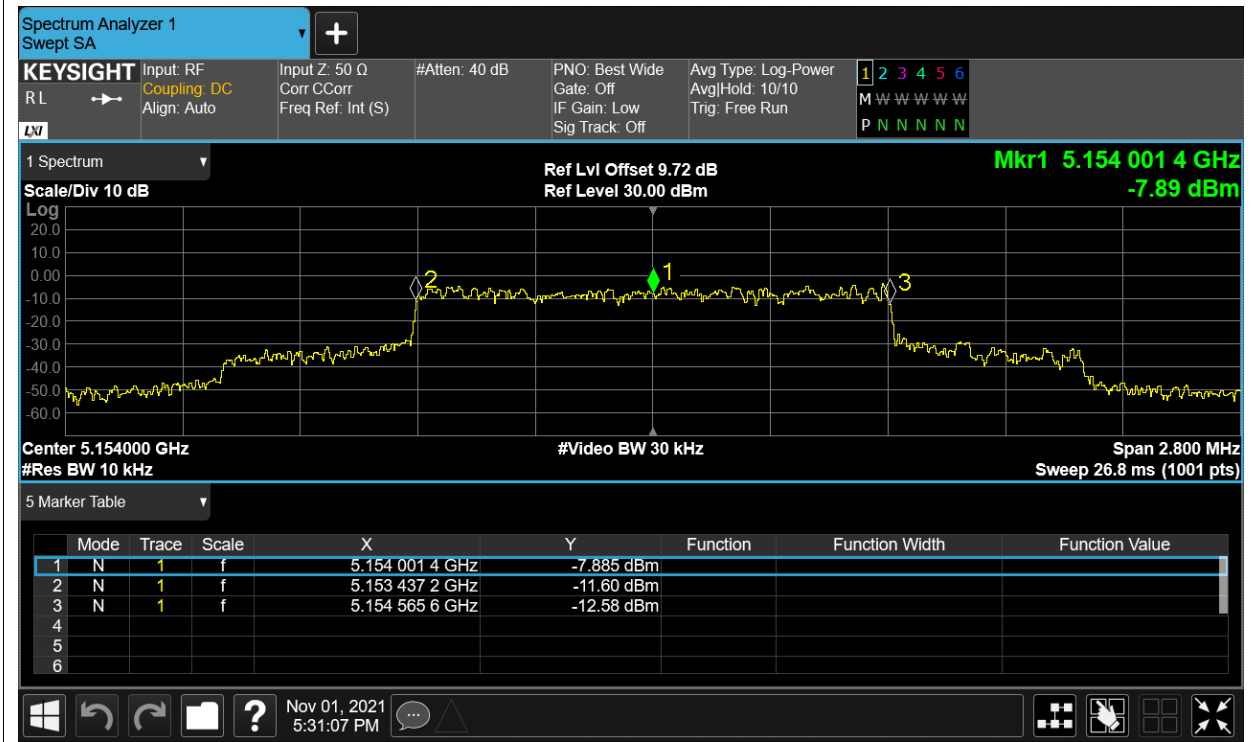 Spectrum Analyzer 1
Swept SA
KEYSIGHT
R L
LXI
Input: RF
Coupling: DC
Align: Auto
Input Z: 50 Ω
Corr CCorr
Freq Ref: Int (S)
#Atten: 40 dB
PNO: Best Wide
Gate: Off
IF Gain: Low
Sig Track: Off
Avg Type: Log-Power
Avg|Hold: 10/10
Trig: Free Run
1 2 3 4 5 6
M W W W W W
P N N N N N
1 Spectrum
Scale/Div 10 dB
Ref Lvl Offset 9.72 dB
Ref Level 30.00 dBm
Mkr1 5.154 001 4 GHz
-7.89 dBm
Log
20.0
10.0
0.00
-10.0
-20.0
-30.0
-40.0
-50.0
-60.0
2
1
3
Center 5.154000 GHz
#Video BW 30 kHz
Span 2.800 MHz
#Res BW 10 kHz
Sweep 26.8 ms (1001 pts)
5 Marker Table
Mode Trace Scale X Y Function Function Width Function Value
1 N 1 f 5.154 001 4 GHz -7.885 dBm
2 N 1 f 5.153 437 2 GHz -11.60 dBm
3 N 1 f 5.154 565 6 GHz -12.58 dBm
4
5
6
?
Nov 01, 2021
5:31:07 PM